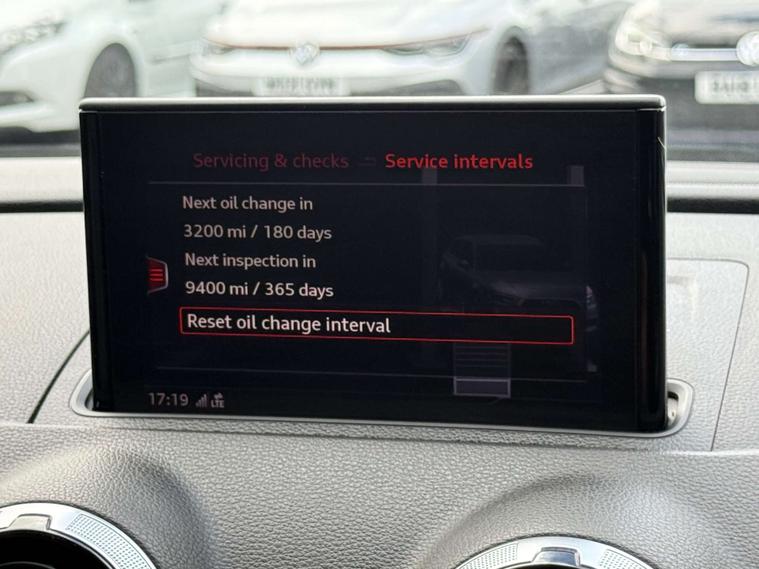 Servicing & checks Service intervals
Next oil change in
3200 mi / 180 days
Next inspection in
9400 mi / 365 days
Reset oil change interval
17:19 LTE